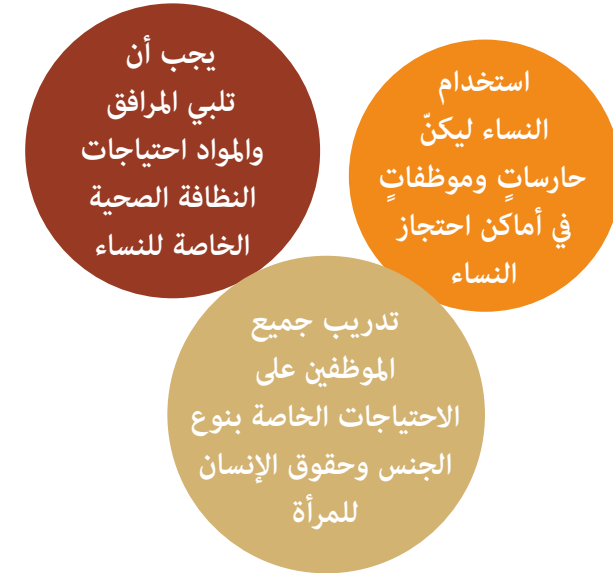 استخدام
النساء ليكنّ
حارساتٍ وموظفاتٍ
في أماكن احتجاز
النساء
يجب أن
تلبي المرافق
والمواد احتياجات
النظافة الصحية
الخاصة للنساء
تدريب جميع
الموظفين على
الاحتياجات الخاصة بنوع
الجنس وحقوق الإنسان
للمرأة